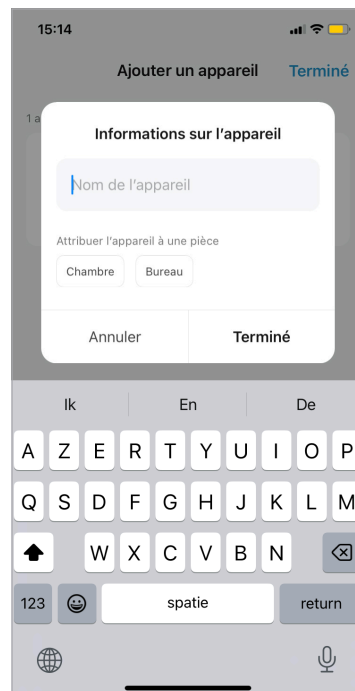 15:14
Ajouter un appareil Terminé
1 a
Informations sur l'appareil
Nom de l'appareil
Attribuer l'appareil à une pièce
Chambre Bureau
Annuler Terminé
Ik En De
A Z E R T Y U I O P
Q S D F G H J K L M
W X C V B N
123 spatie return